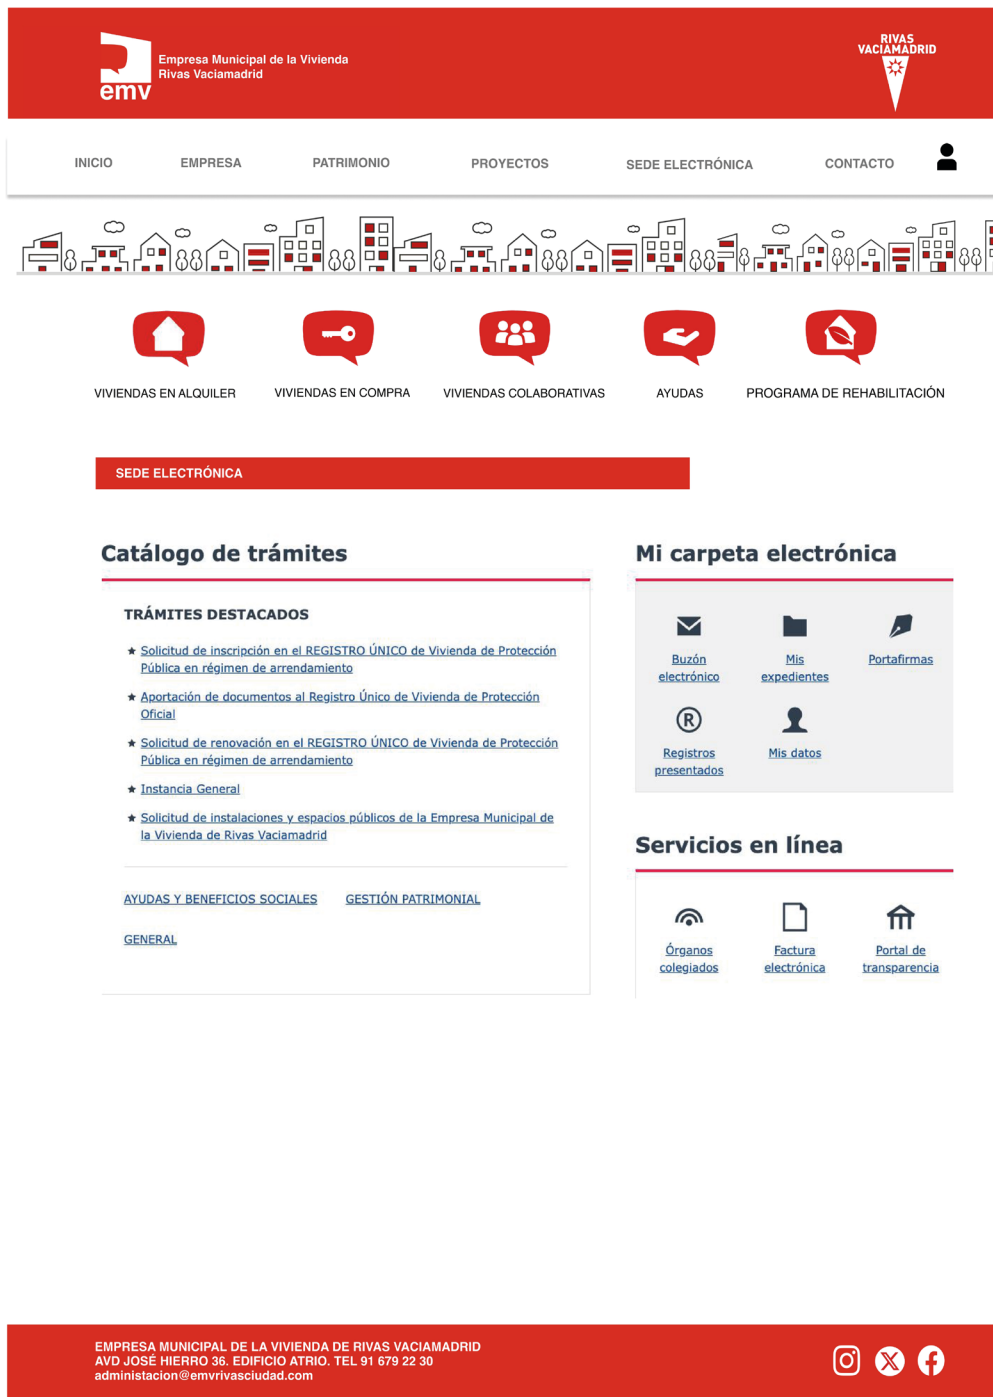 emv
Empresa Municipal de la Vivienda
Rivas Vaciamadrid
RIVAS
VACIAMADRID
INICIO
EMPRESA
PATRIMONIO
PROYECTOS
SEDE ELECTRÓNICA
CONTACTO
VIVIENDAS EN ALQUILER
VIVIENDAS EN COMPRA
VIVIENDAS COLABORATIVAS
AYUDAS
PROGRAMA DE REHABILITACIÓN
SEDE ELECTRÓNICA
Catálogo de trámites
TRÁMITES DESTACADOS
Solicitud de inscripción en el REGISTRO ÚNICO de Vivienda de Protección
Pública en régimen de arrendamiento
Aportación de documentos al Registro Único de Vivienda de Protección
Oficial
Solicitud de renovación en el REGISTRO ÚNICO de Vivienda de Protección
Pública en régimen de arrendamiento
Instancia General
Solicitud de instalaciones y espacios públicos de la Empresa Municipal de
la Vivienda de Rivas Vaciamadrid
AYUDAS Y BENEFICIOS SOCIALES
GESTIÓN PATRIMONIAL
GENERAL
Mi carpeta electrónica
Buzón
electrónico
Mis
expedientes
Portafirmas
®
Registros
presentados
Mis datos
Servicios en línea
Órganos
colegiados
Factura
electrónica
Portal de
transparencia
EMPRESA MUNICIPAL DE LA VIVIENDA DE RIVAS VACIAMADRID
AVD JOSÉ HIERRO 36. EDIFICIO ATRIO. TEL 91 679 22 30
administacion@emvrivasciudad.com